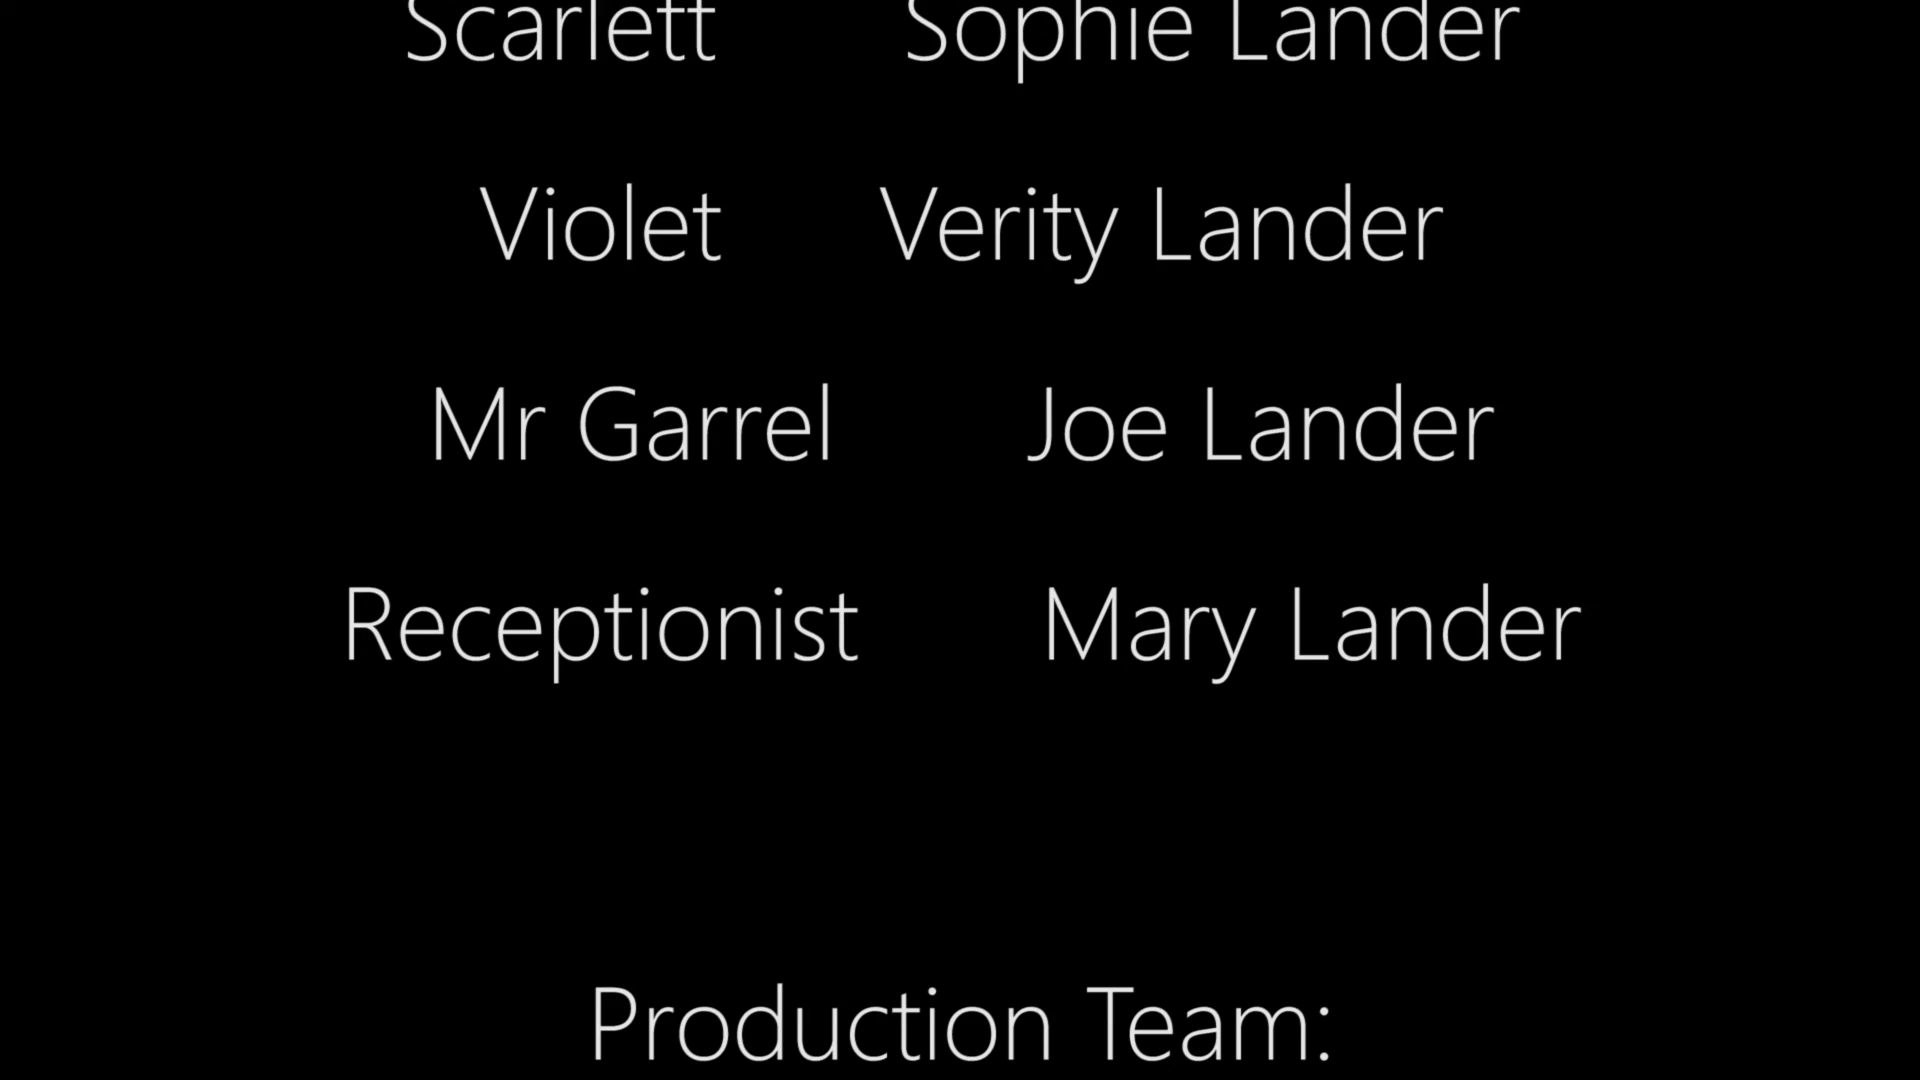 Scarlett Sophie Lander
Violet Verity Lander
Mr Garrel Joe Lander
Receptionist Mary Lander
Production Team: